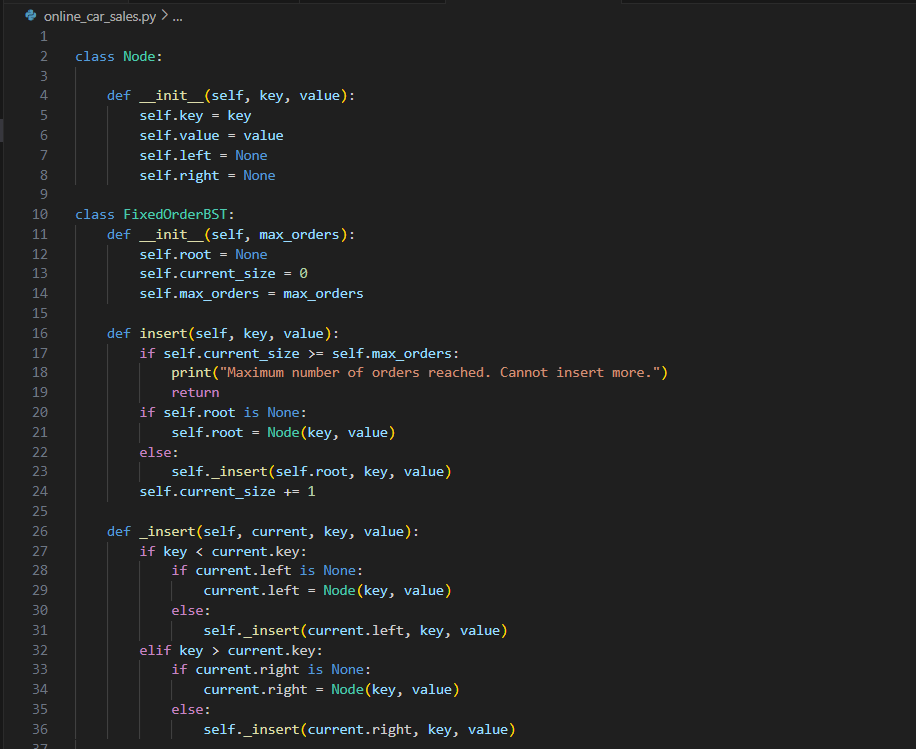 online_car_sales.py > ...
1
2 class Node:
3
4     def __init__(self, key, value):
5         self.key = key
6         self.value = value
7         self.left = None
8         self.right = None
9
10 class FixedOrderBST:
11     def __init__(self, max_orders):
12         self.root = None
13         self.current_size = 0
14         self.max_orders = max_orders
15
16     def insert(self, key, value):
17         if self.current_size >= self.max_orders:
18             print("Maximum number of orders reached. Cannot insert more.")
19             return
20         if self.root is None:
21             self.root = Node(key, value)
22         else:
23             self._insert(self.root, key, value)
24         self.current_size += 1
25
26     def _insert(self, current, key, value):
27         if key < current.key:
28             if current.left is None:
29                 current.left = Node(key, value)
30             else:
31                 self._insert(current.left, key, value)
32         elif key > current.key:
33             if current.right is None:
34                 current.right = Node(key, value)
35             else:
36                 self._insert(current.right, key, value)
37